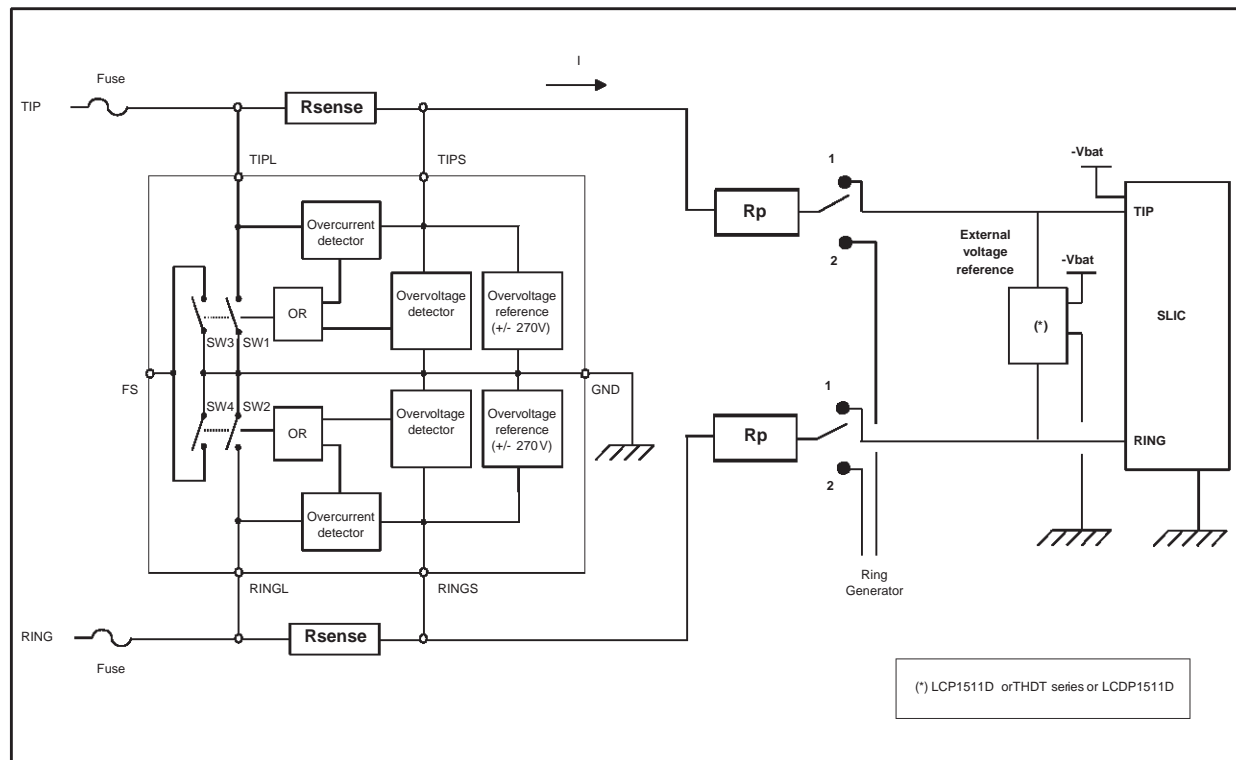 I
Fuse
TIP
Rsense
TIPL
TIPS
1
-Vbat
Overcurrent
detector
Rp
TIP
2
External
voltage
reference
-Vbat
OR
Overvoltage
detector
Overvoltage
reference
(+/- 270V)
(*)
SLIC
SW3
SW1
FS
GND
SW4
SW2
1
OR
Overvoltage
detector
Overvoltage
reference
(+/- 270V)
Rp
RING
2
Overcurrent
detector
RINGL
RINGS
Ring
Generator
RING
Rsense
Fuse
(*) LCP1511D orTHDT series or LCDP1511D